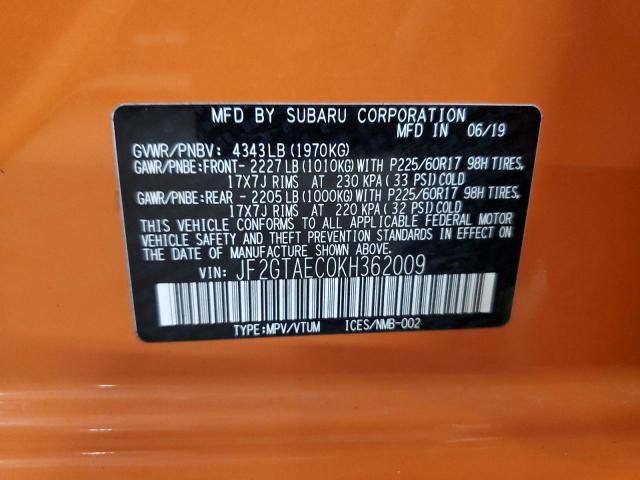 MFD BY SUBARU CORPORATION
MFD IN 06/19
GVWR/PNBV: 4343LB (1970KG)
GAWR/PNBE:FRONT- 2227LB (1010KG) WITH P225/60R17 98H TIRES,
17X7J RIMS AT 230 KPA (33 PSI) COLD
GAWR/PNBE:REAR - 2205LB (1000KG) WITH P225/60R17 98H TIRES,
17X7J RIMS AT 220 KPA (32 PSI) COLD
THIS VEHICLE CONFORMS TO ALL APPLICABLE FEDERAL MOTOR
VEHICLE SAFETY AND THEFT PREVENTION STANDARDS IN EFFECT ON
THE DATE OF MANUFACTURE SHOWN ABOVE.
VIN: JF2GTAEC0KH362009
TYPE:MPV/VTUM ICES/NMB-002